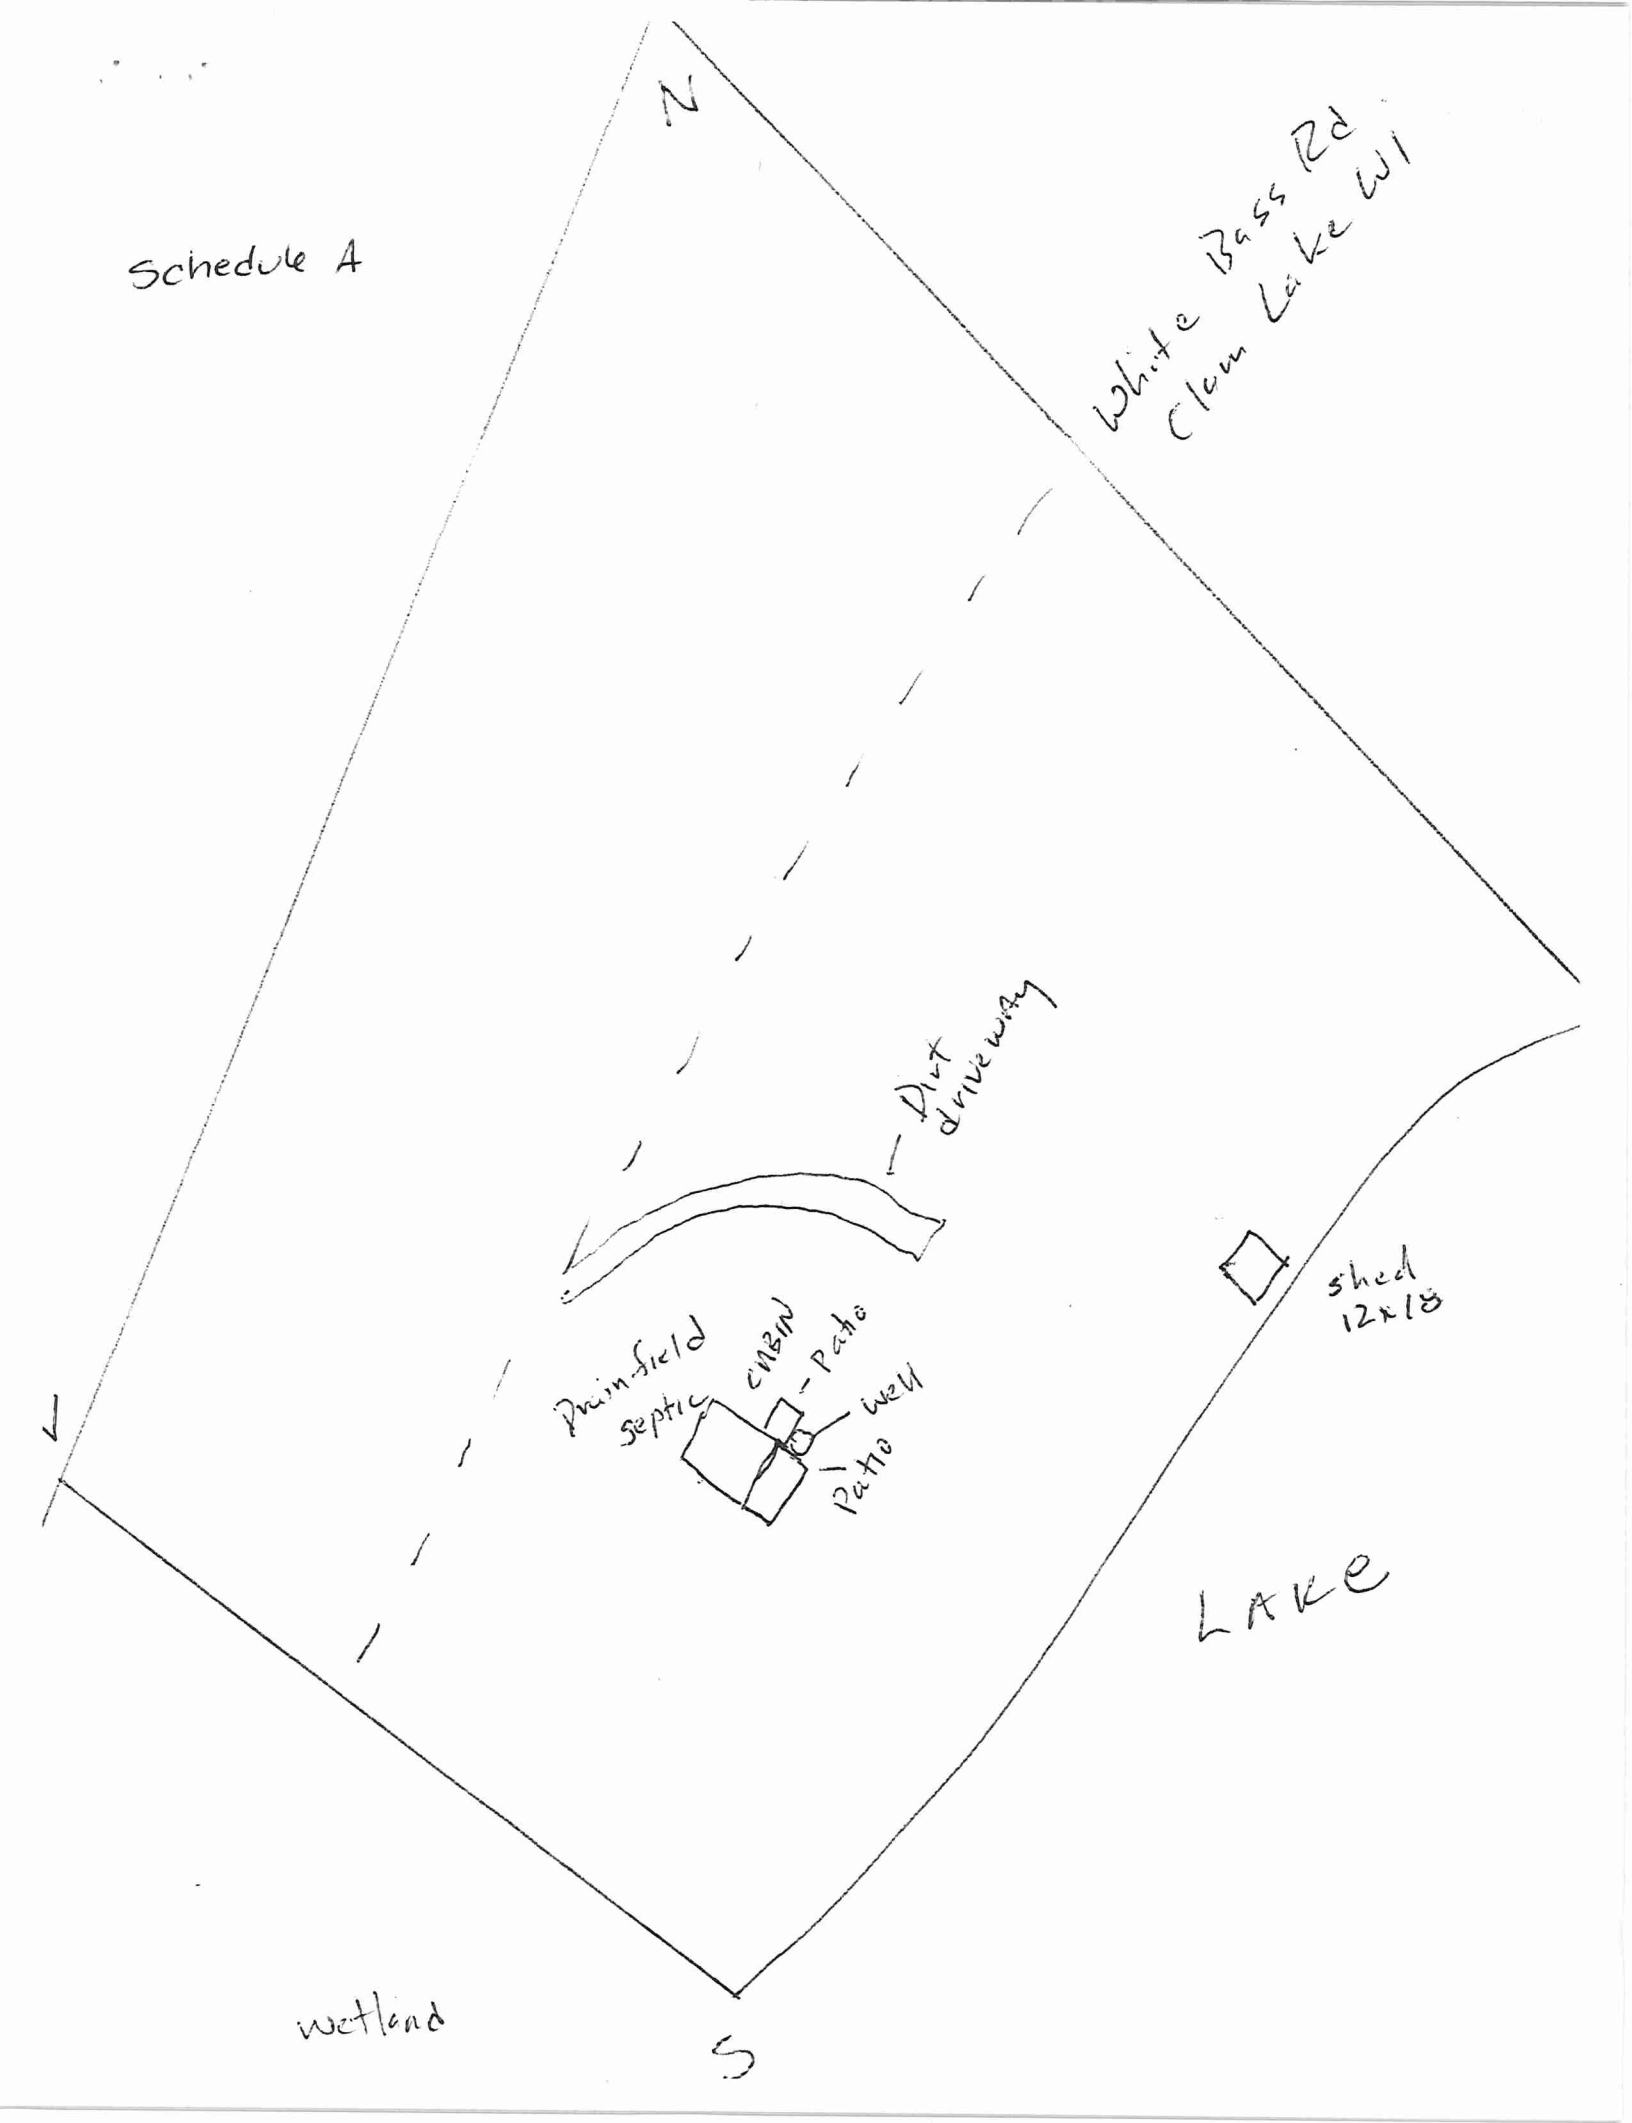 N
Schedule A
White Bass Rd
Clam Lake WI
Dirt
driveway
shed
12x18
Drainfield
septic
CABIN
Patio
well
Patio
LAKE
wetland
S